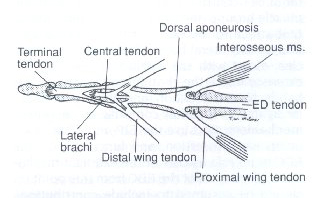 Dorsal aponeurosis
Terminal
tendon
Central tendon
Interosseous ms.
ED tendon
Lateral
brachi
Distal wing tendon
Proximal wing tendon